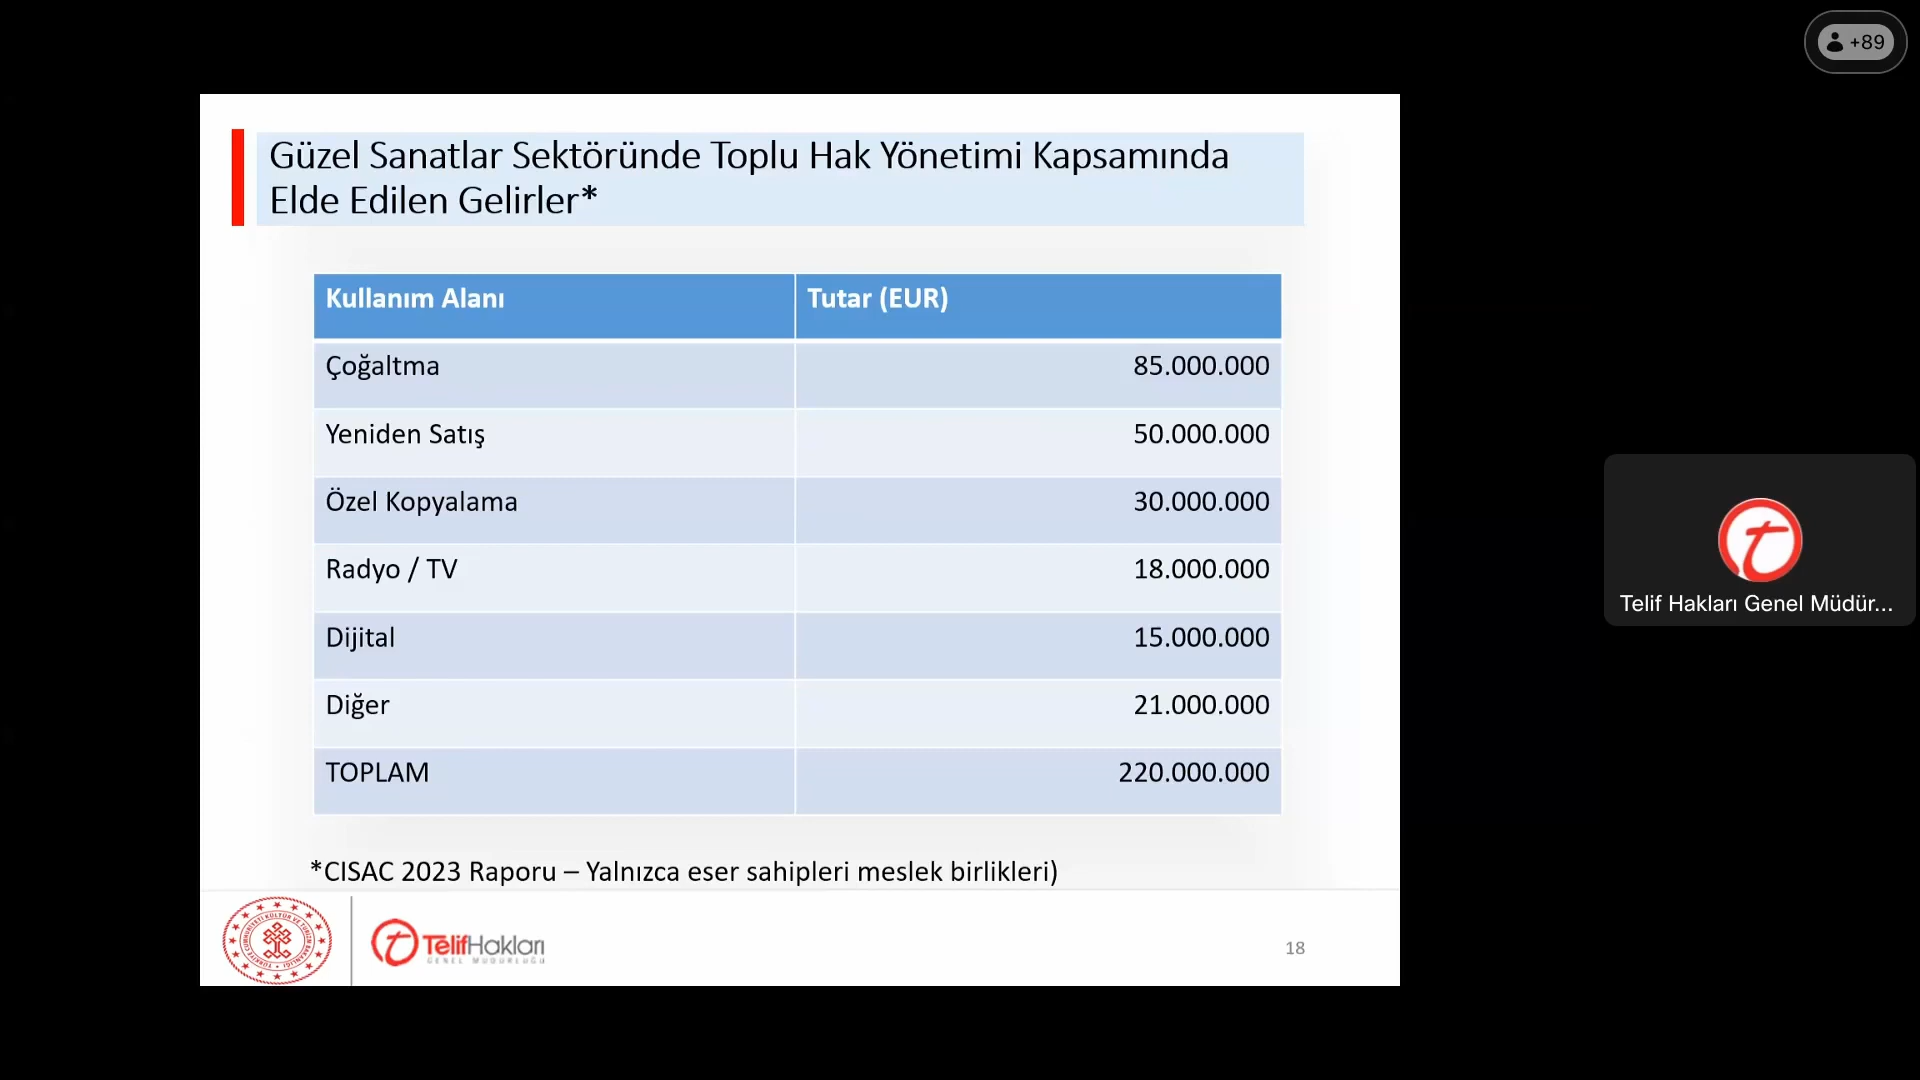 +89
Güzel Sanatlar Sektöründe Toplu Hak Yönetimi Kapsamında
Elde Edilen Gelirler*
Kullanım Alanı Tutar (EUR)
Çoğaltma 85.000.000
Yeniden Satış 50.000.000
Özel Kopyalama 30.000.000
Radyo / TV 18.000.000
Dijital 15.000.000
Diğer 21.000.000
TOPLAM 220.000.000
*CISAC 2023 Raporu – Yalnızca eser sahipleri meslek birlikleri)
TelifHakları
GENEL MÜDÜRLÜĞÜ
18
Telif Hakları Genel Müdür...